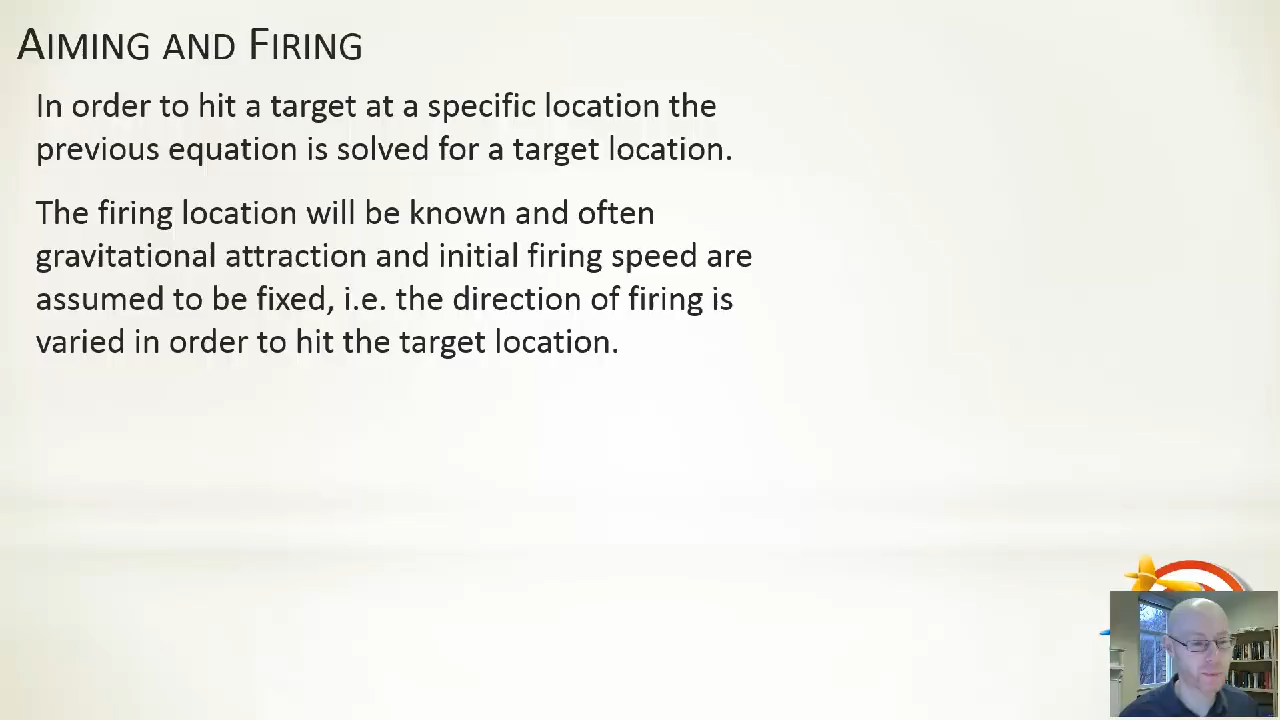 AIMING AND FIRING
In order to hit a target at a specific location the
previous equation is solved for a target location.
The firing location will be known and often
gravitational attraction and initial firing speed are
assumed to be fixed, i.e. the direction of firing is
varied in order to hit the target location.